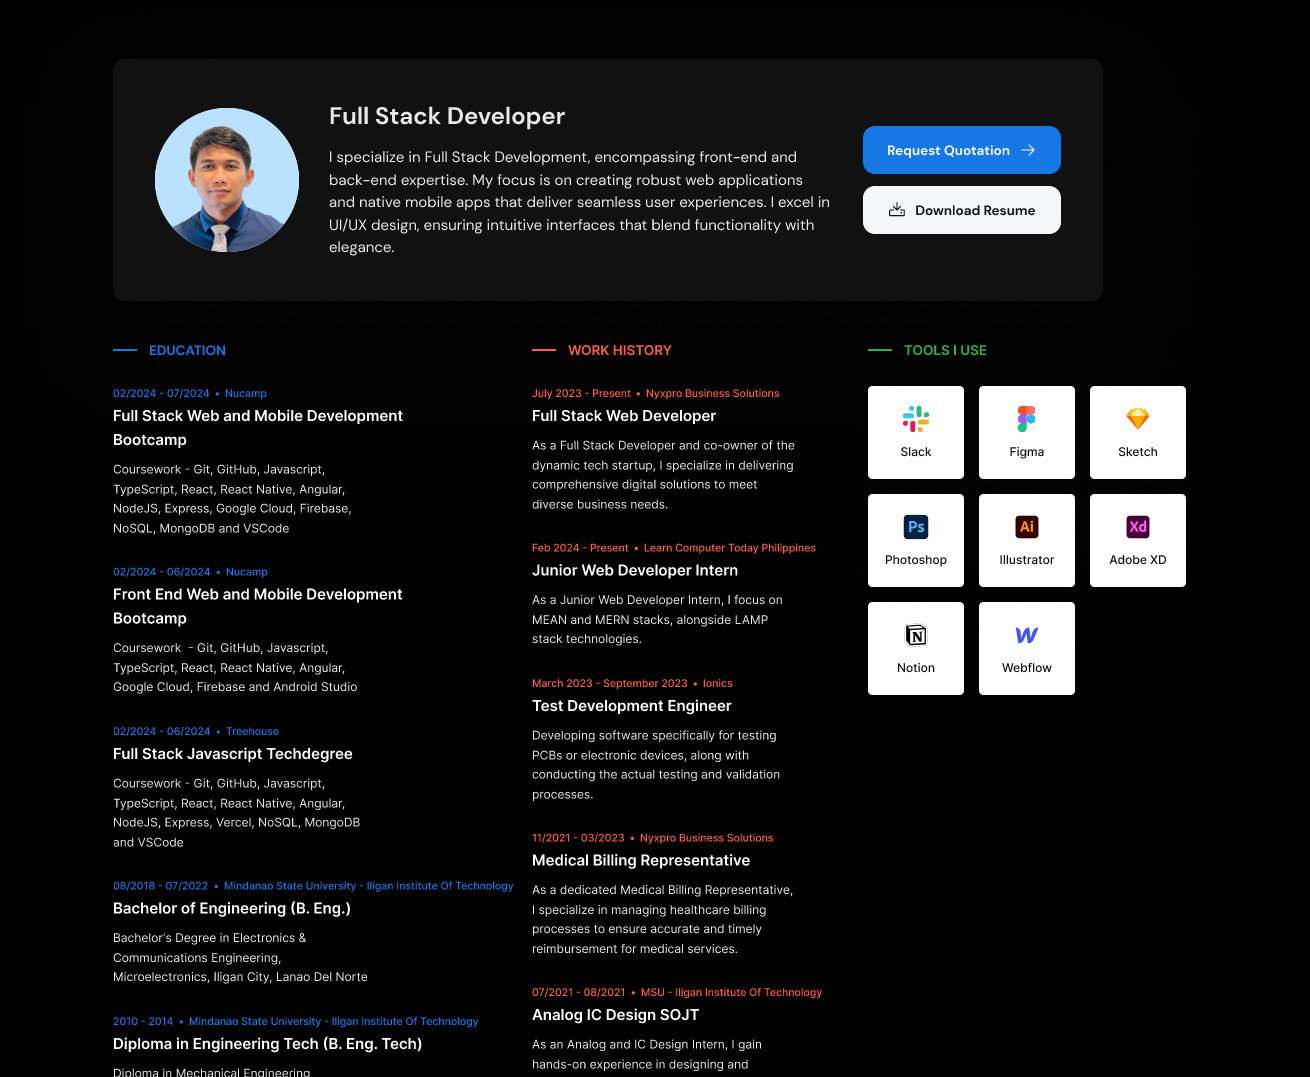 Full Stack Developer
I specialize in Full Stack Development, encompassing front-end and
back-end expertise. My focus is on creating robust web applications
and native mobile apps that deliver seamless user experiences. I excel in
UI/UX design, ensuring intuitive interfaces that blend functionality with
elegance.
Request Quotation
Download Resume
EDUCATION
02/2024 - 07/2024 • Nucamp
Full Stack Web and Mobile Development
Bootcamp
Coursework - Git, GitHub, Javascript,
TypeScript, React, React Native, Angular,
NodeJS, Express, Google Cloud, Firebase,
NoSQL, MongoDB and VSCode
02/2024 - 06/2024 • Nucamp
Front End Web and Mobile Development
Bootcamp
Coursework  - Git, GitHub, Javascript,
TypeScript, React, React Native, Angular,
Google Cloud, Firebase and Android Studio
02/2024 - 06/2024 • Treehouse
Full Stack Javascript Techdegree
Coursework - Git, GitHub, Javascript,
TypeScript, React, React Native, Angular,
NodeJS, Express, Vercel, NoSQL, MongoDB
and VSCode
08/2018 - 07/2022 • Mindanao State University - Iligan Institute Of Technology
Bachelor of Engineering (B. Eng.)
Bachelor's Degree in Electronics &
Communications Engineering,
Microelectronics, Iligan City, Lanao Del Norte
2010 - 2014 • Mindanao State University - Iligan Institute Of Technology
Diploma in Engineering Tech (B. Eng. Tech)
Diploma in Mechanical Engineering
WORK HISTORY
July 2023 - Present • Nyxpro Business Solutions
Full Stack Web Developer
As a Full Stack Developer and co-owner of the
dynamic tech startup, I specialize in delivering
comprehensive digital solutions to meet
diverse business needs.
Feb 2024 - Present • Learn Computer Today Philippines
Junior Web Developer Intern
As a Junior Web Developer Intern, I focus on
MEAN and MERN stacks, alongside LAMP
stack technologies.
March 2023 - September 2023 • Ionics
Test Development Engineer
Developing software specifically for testing
PCBs or electronic devices, along with
conducting the actual testing and validation
processes.
11/2021 - 03/2023 • Nyxpro Business Solutions
Medical Billing Representative
As a dedicated Medical Billing Representative,
I specialize in managing healthcare billing
processes to ensure accurate and timely
reimbursement for medical services.
07/2021 - 08/2021 • MSU - Iligan Institute Of Technology
Analog IC Design SOJT
As an Analog and IC Design Intern, I gain
hands-on experience in designing and
TOOLS I USE
Slack
Figma
Sketch
Ps
Photoshop
Ai
Illustrator
Xd
Adobe XD
N
Notion
W
Webflow